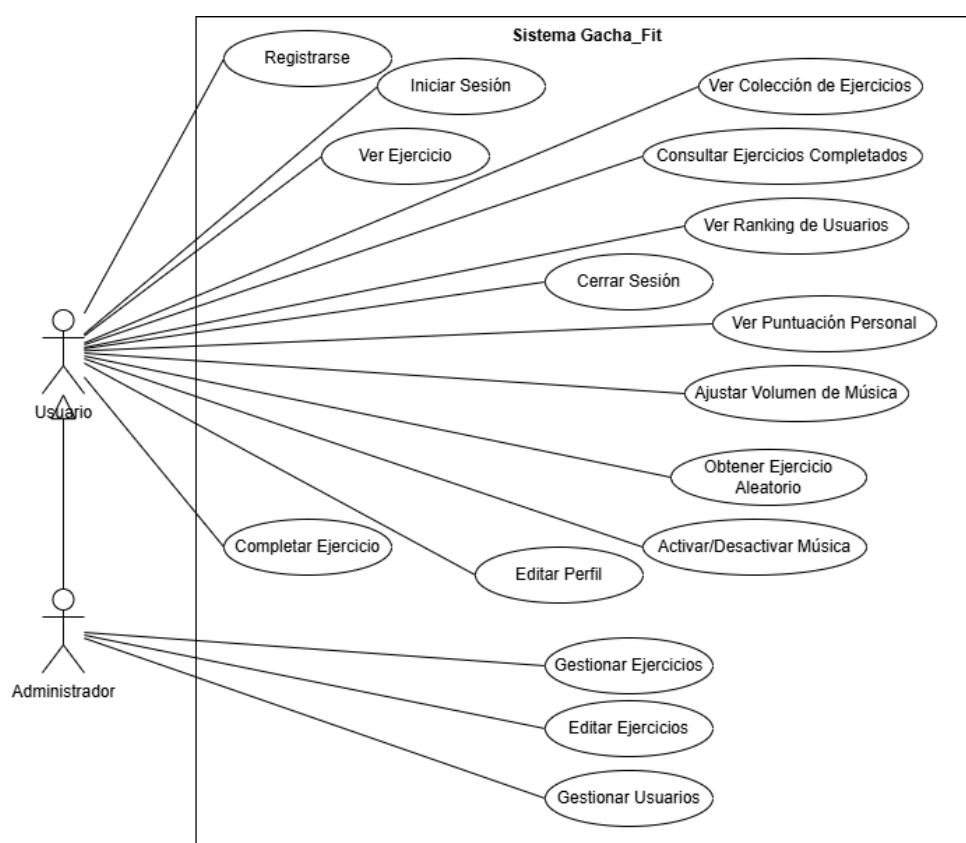 Sistema Gacha_Fit
Registrarse
Iniciar Sesión
Ver Colección de Ejercicios
Ver Ejercicio
Consultar Ejercicios Completados
Ver Ranking de Usuarios
Cerrar Sesión
Ver Puntuación Personal
Usuario
Ajustar Volumen de Música
Obtener Ejercicio
Aleatorio
Completar Ejercicio
Activar/Desactivar Música
Editar Perfil
Gestionar Ejercicios
Administrador
Editar Ejercicios
Gestionar Usuarios